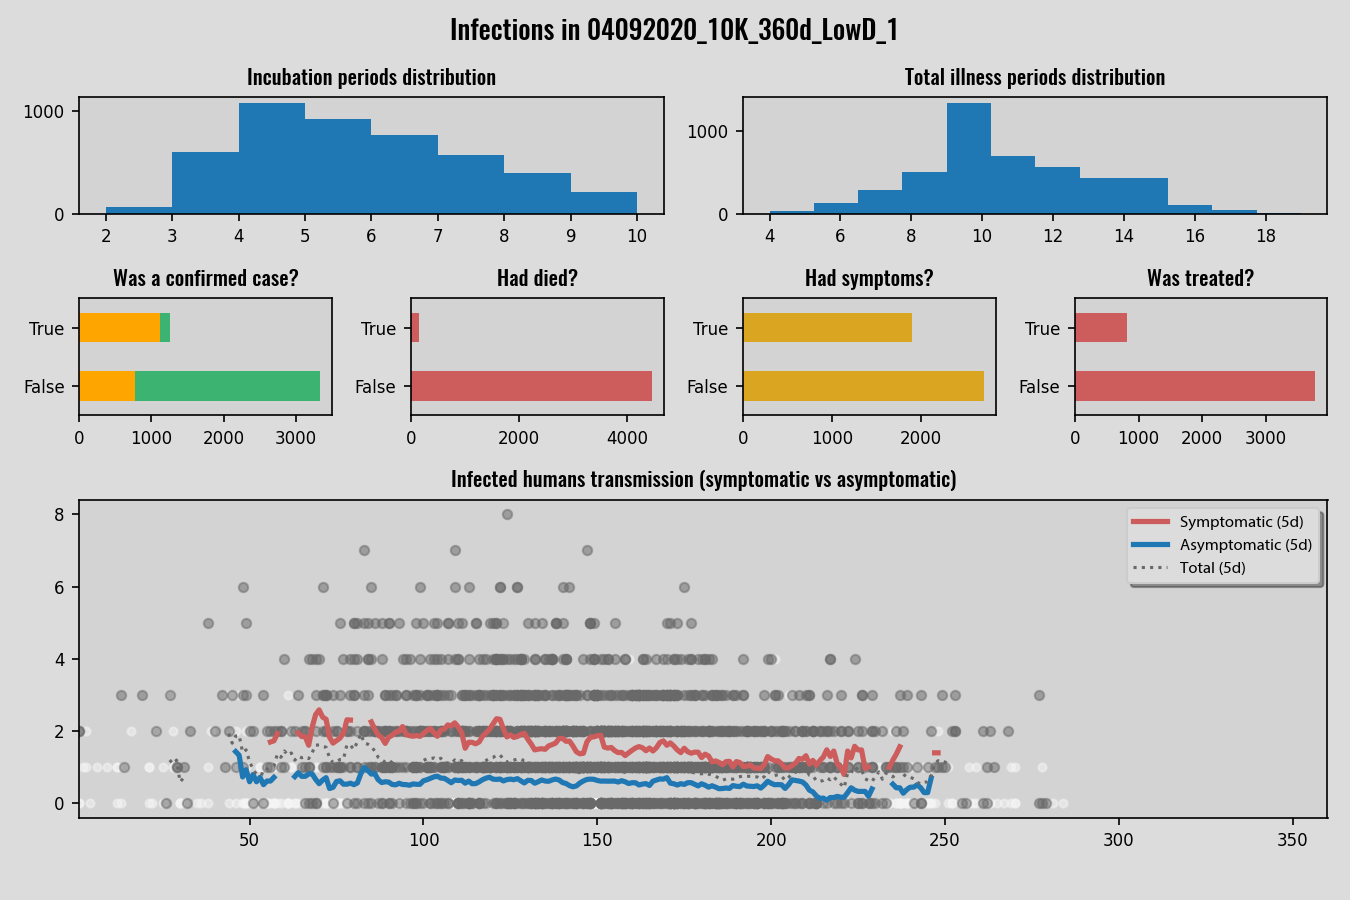 Infections in 04092020_10K_360d_LowD_1
Incubation periods distribution
1000
0
2 3 4 5 6 7 8 9 10
Total illness periods distribution
1000
0
4 6 8 10 12 14 16 18
Was a confirmed case?
True
False
0 1000 2000 3000
Had died?
True
False
0 2000 4000
Had symptoms?
True
False
0 1000 2000
Was treated?
True
False
0 1000 2000 3000
Infected humans transmission (symptomatic vs asymptomatic)
8
6
4
2
0
Symptomatic (5d)
Asymptomatic (5d)
Total (5d)
50 100 150 200 250 300 350